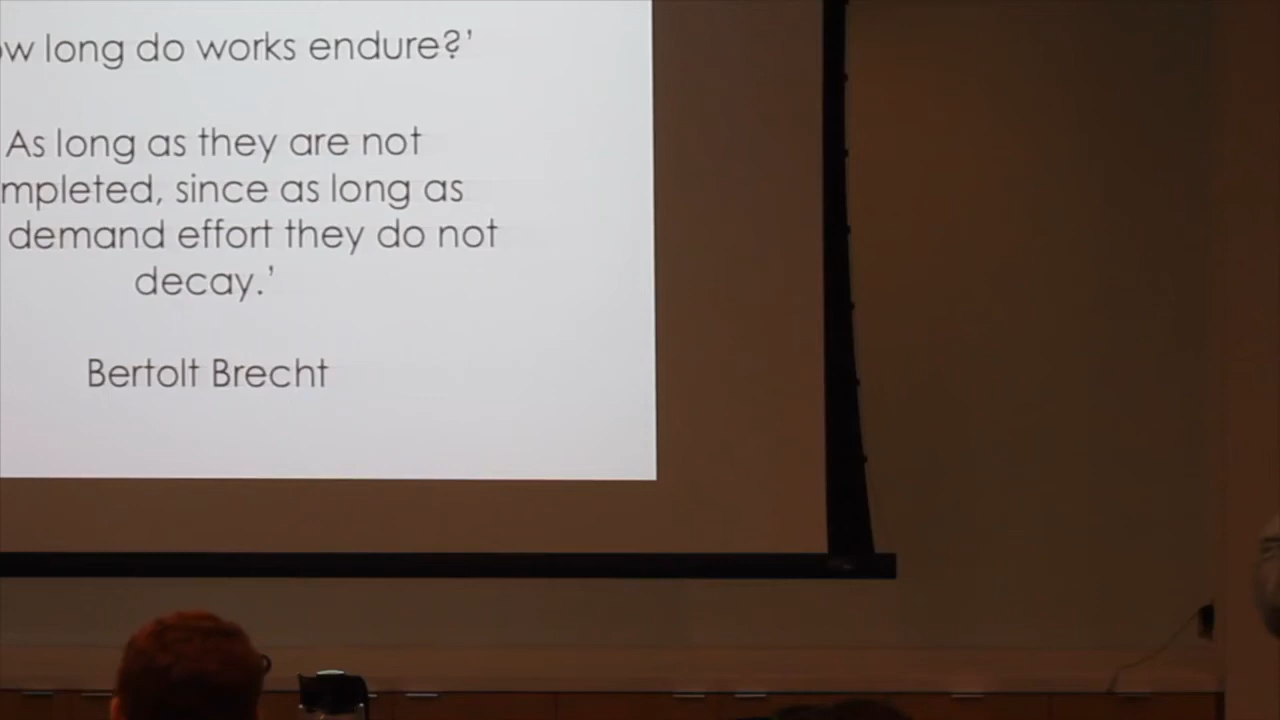 ow long do works endure?'
As long as they are not
mpleted, since as long as
demand effort they do not
decay.'
Bertolt Brecht